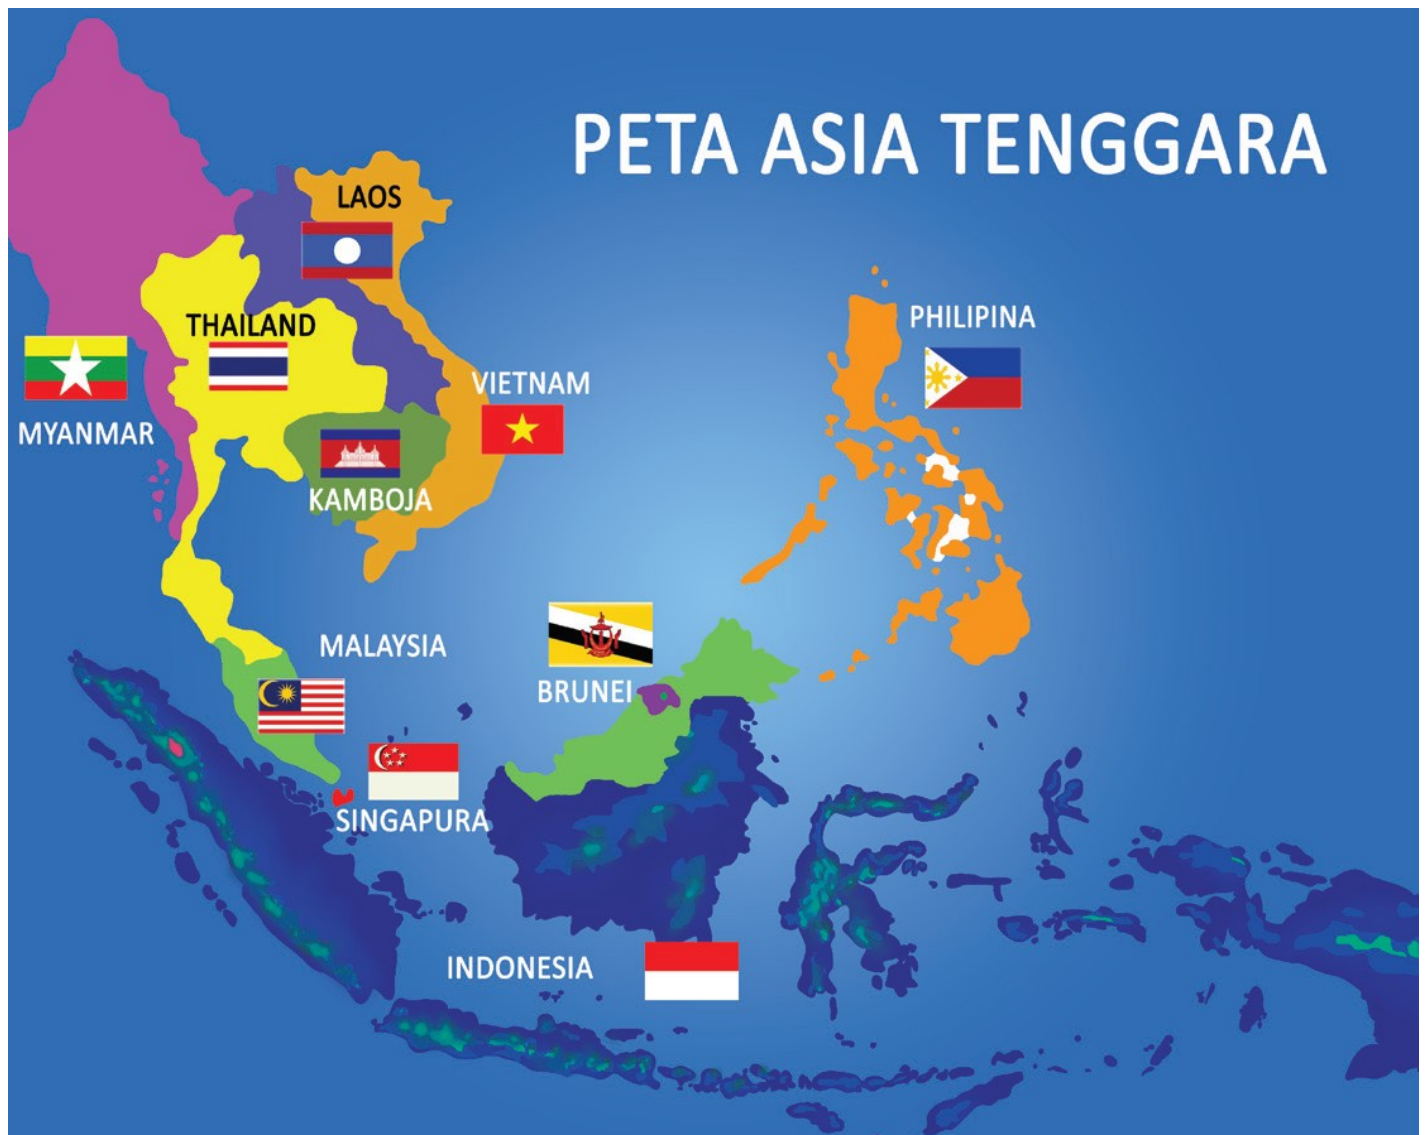 PETA ASIA TENGGARA
LAOS
THAILAND
PHILIPINA
VIETNAM
MYANMAR
KAMBOJA
MALAYSIA
BRUNEI
SINGAPURA
INDONESIA